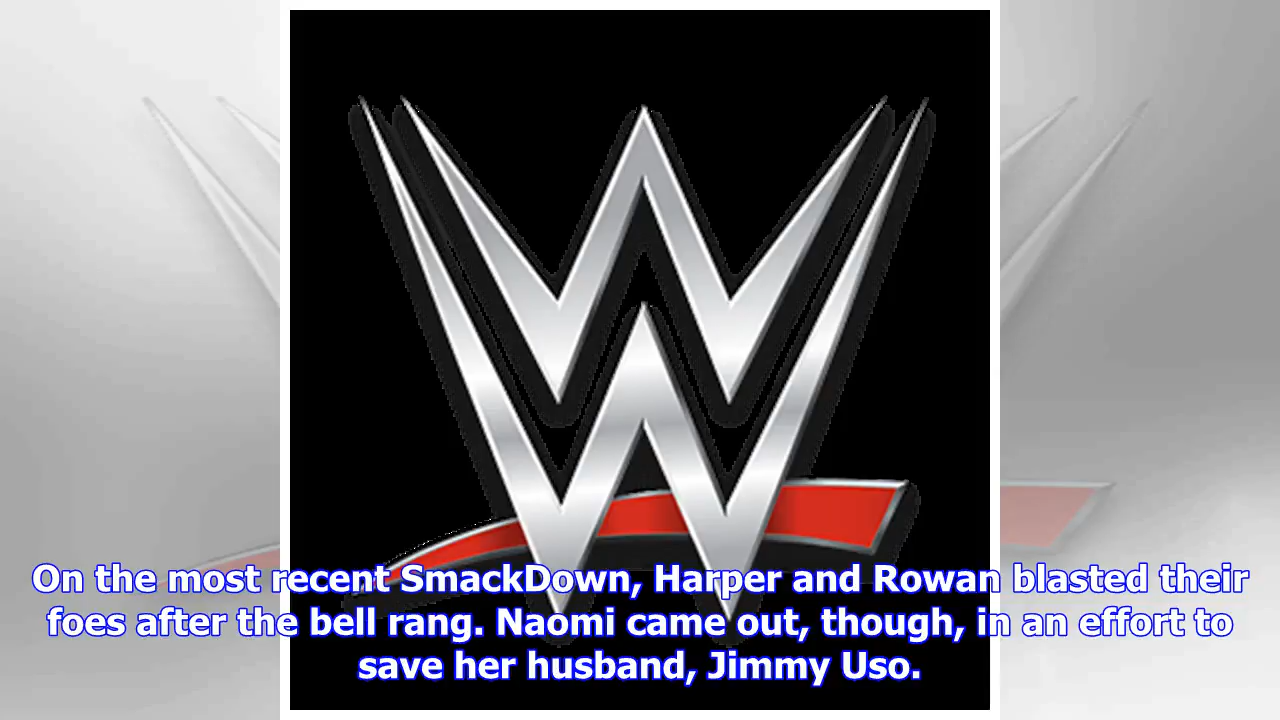 On the most recent SmackDown, Harper and Rowan blasted their
foes after the bell rang. Naomi came out, though, in an effort to
save her husband, Jimmy Uso.